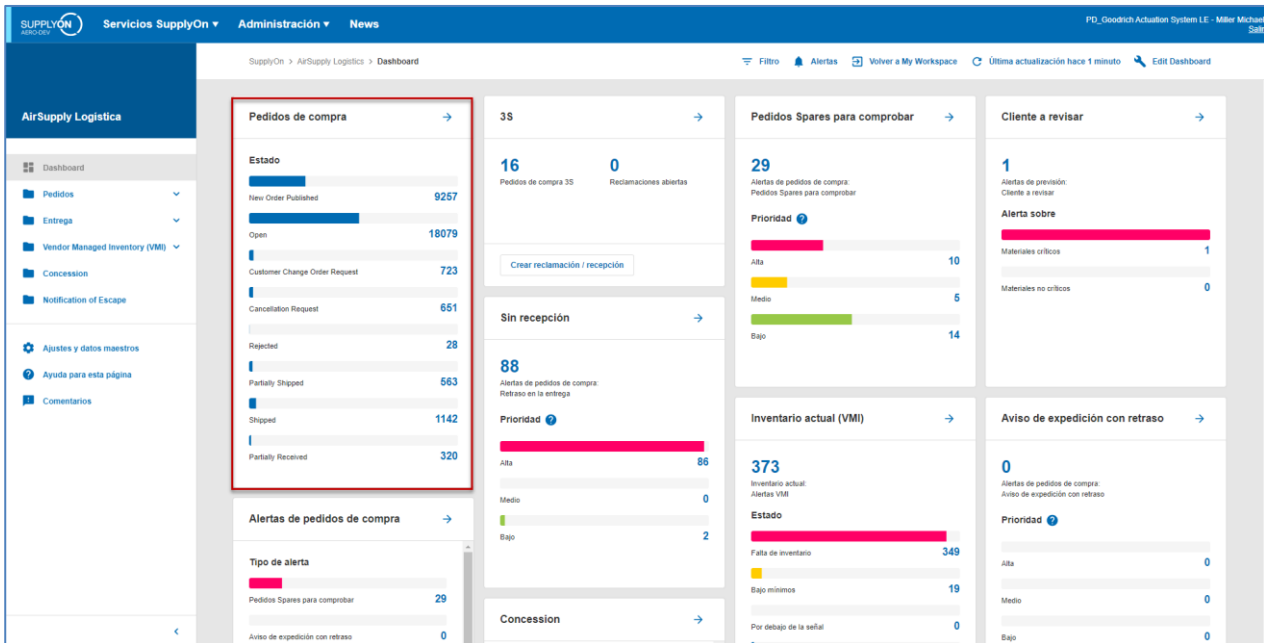 SUPPLYON
AERO-DEV
Servicios SupplyOn
Administración
News
PD_Goodrich Actuation System LE - Miller Michael
Salir
SupplyOn > AirSupply Logistics > Dashboard
Filtro
Alertas
Volver a My Workspace
Última actualización hace 1 minuto
Edit Dashboard
AirSupply Logística
Dashboard
Pedidos
Entrega
Vendor Managed Inventory (VMI)
Concession
Notification of Escape
Ajustes y datos maestros
Ayuda para esta página
Comentarios
Pedidos de compra
Estado
New Order Published 9257
Open 18079
Customer Change Order Request 723
Cancellation Request 651
Rejected 28
Partially Shipped 563
Shipped 1142
Partially Received 320
Alertas de pedidos de compra
Tipo de alerta
Pedidos Spares para comprobar 29
Aviso de expedición con retraso 0
3S
16 0
Pedidos de compra 3S Reclamaciones abiertas
Crear reclamación / recepción
Sin recepción
88
Alertas de pedidos de compra:
Retraso en la entrega
Prioridad ?
Alta 86
Medio 0
Bajo 2
Concession
Pedidos Spares para comprobar
29
Alertas de pedidos de compra:
Pedidos Spares para comprobar
Prioridad ?
Alta 10
Medio 5
Bajo 14
Inventario actual (VMI)
373
Inventario actual:
Alertas VMI
Estado
Falta de inventario 349
Bajo mínimos 19
Por debajo de la señal 0
Cliente a revisar
1
Alertas de previsión:
Cliente a revisar
Alerta sobre
Materiales críticos 1
Materiales no críticos 0
Aviso de expedición con retraso
0
Alertas de pedidos de compra:
Aviso de expedición con retraso
Prioridad ?
Alta 0
Medio 0
Bajo 0